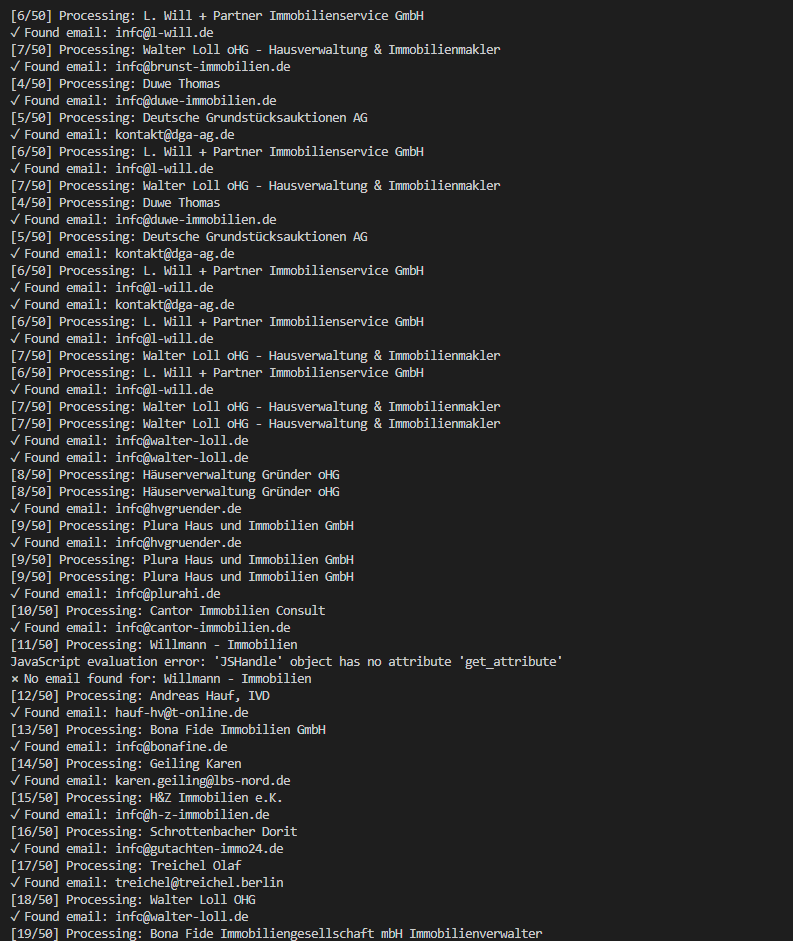 [6/50] Processing: L. Will + Partner Immobilienservice GmbH
✓ Found email: info@l-will.de
[7/50] Processing: Walter Loll oHG - Hausverwaltung & Immobilienmakler
✓ Found email: info@brunst-immobilien.de
[4/50] Processing: Duwe Thomas
✓ Found email: info@duwe-immobilien.de
[5/50] Processing: Deutsche Grundstücksauktionen AG
✓ Found email: kontakt@dga-ag.de
[6/50] Processing: L. Will + Partner Immobilienservice GmbH
✓ Found email: info@l-will.de
[7/50] Processing: Walter Loll oHG - Hausverwaltung & Immobilienmakler
[4/50] Processing: Duwe Thomas
✓ Found email: info@duwe-immobilien.de
[5/50] Processing: Deutsche Grundstücksauktionen AG
✓ Found email: kontakt@dga-ag.de
[6/50] Processing: L. Will + Partner Immobilienservice GmbH
✓ Found email: info@l-will.de
✓ Found email: kontakt@dga-ag.de
[6/50] Processing: L. Will + Partner Immobilienservice GmbH
✓ Found email: info@l-will.de
[7/50] Processing: Walter Loll oHG - Hausverwaltung & Immobilienmakler
[6/50] Processing: L. Will + Partner Immobilienservice GmbH
✓ Found email: info@l-will.de
[7/50] Processing: Walter Loll oHG - Hausverwaltung & Immobilienmakler
[7/50] Processing: Walter Loll oHG - Hausverwaltung & Immobilienmakler
✓ Found email: info@walter-loll.de
✓ Found email: info@walter-loll.de
[8/50] Processing: Häuserverwaltung Gründer oHG
[8/50] Processing: Häuserverwaltung Gründer oHG
✓ Found email: info@hvgruender.de
[9/50] Processing: Plura Haus und Immobilien GmbH
✓ Found email: info@hvgruender.de
[9/50] Processing: Plura Haus und Immobilien GmbH
[9/50] Processing: Plura Haus und Immobilien GmbH
✓ Found email: info@plurahi.de
[10/50] Processing: Cantor Immobilien Consult
✓ Found email: info@cantor-immobilien.de
[11/50] Processing: Willmann - Immobilien
JavaScript evaluation error: 'JSHandle' object has no attribute 'get_attribute'
× No email found for: Willmann - Immobilien
[12/50] Processing: Andreas Hauf, IVD
✓ Found email: hauf-hv@t-online.de
[13/50] Processing: Bona Fide Immobilien GmbH
✓ Found email: info@bonafine.de
[14/50] Processing: Geiling Karen
✓ Found email: karen.geiling@lbs-nord.de
[15/50] Processing: H&Z Immobilien e.K.
✓ Found email: info@h-z-immobilien.de
[16/50] Processing: Schrottenbacher Dorit
✓ Found email: info@gutachten-immo24.de
[17/50] Processing: Treichel Olaf
✓ Found email: treichel@treichel.berlin
[18/50] Processing: Walter Loll OHG
✓ Found email: info@walter-loll.de
[19/50] Processing: Bona Fide Immobiliengesellschaft mbH Immobilienverwalter